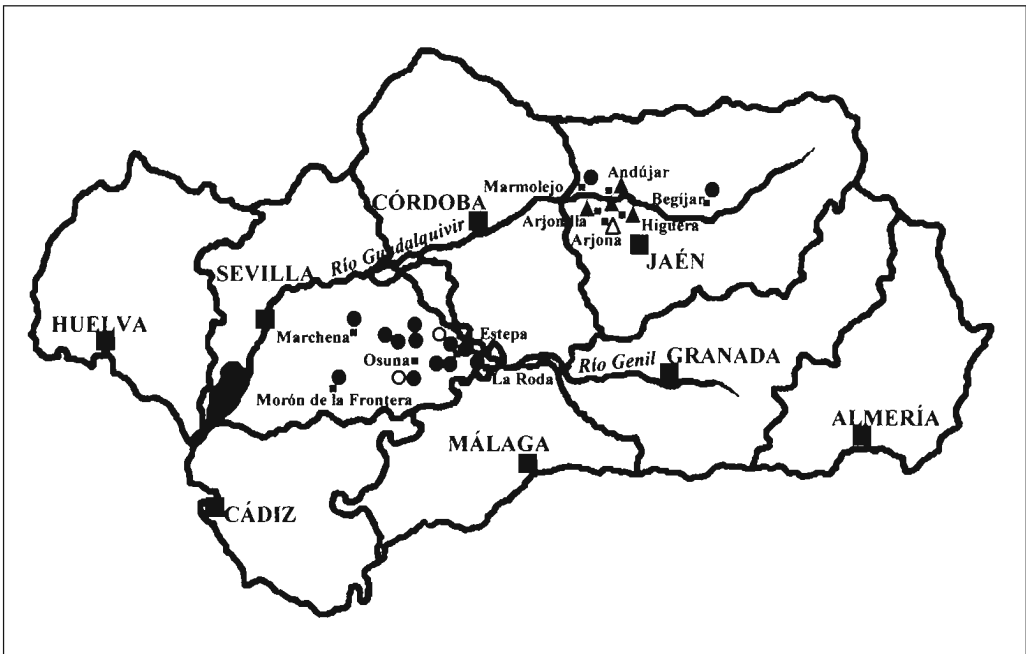 Andújar
Marmolejo
Begíjar
CÓRDOBA
Arjonilla
Higuera
Arjona
JAÉN
Río Guadalquivir
SEVILLA
HUELVA
Marchena
Estepa
Osuna
La Roda
Río Genil
GRANADA
Morón de la Frontera
ALMERÍA
MÁLAGA
CÁDIZ